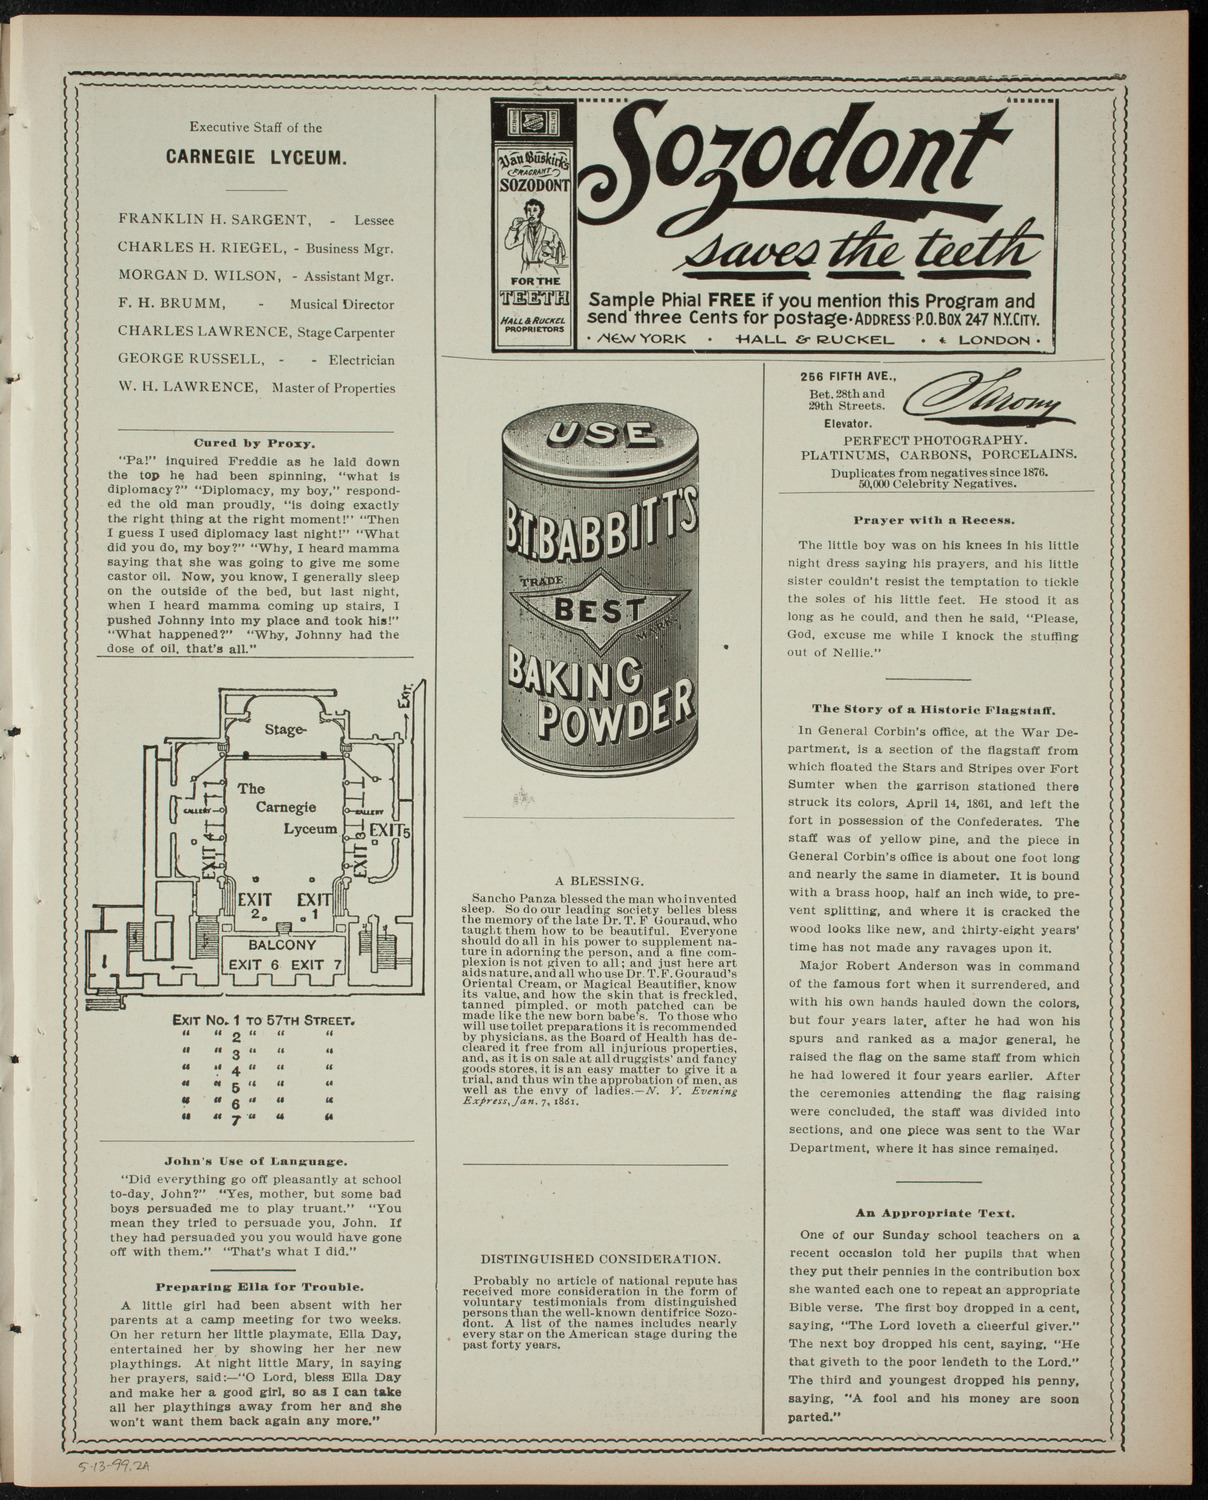 Executive Staff of the
CARNEGIE LYCEUM.
FRANKLIN H. SARGENT, - Lessee
CHARLES H. RIEGEL, - Business Mgr.
MORGAN D. WILSON, - Assistant Mgr.
F. H. BRUMM, - Musical Director
CHARLES LAWRENCE, Stage Carpenter
GEORGE RUSSELL, - - Electrician
W. H. LAWRENCE, Master of Properties
Cured by Proxy.
"Pa!" inquired Freddie as he laid down
the top he had been spinning, "what is
diplomacy?" "Diplomacy, my boy," respond-
ed the old man proudly, "is doing exactly
the right thing at the right moment!" "Then
I guess I used diplomacy last night!" "What
did you do, my boy?" "Why, I heard mamma
saying that she was going to give me some
castor oil. Now, you know, I generally sleep
on the outside of the bed, but last night,
when I heard mamma coming up stairs, I
pushed Johnny into my place and took his!"
"What happened?" "Why, Johnny had the
dose of oil, that's all."
EXIT.
Stage-
The
Carnegie
Lyceum
GALLERY
GALLERY
EXIT 4
EXIT 3
EXIT 5
EXIT 2.
EXIT 1
BALCONY
EXIT 6 EXIT 7
EXIT NO. 1 TO 57TH STREET.
" " 2 " " "
" " 3 " " "
" " 4 " " "
" " 5 " " "
" " 6 " " "
" " 7 " " "
John's Use of Language.
"Did everything go off pleasantly at school
to-day, John?" "Yes, mother, but some bad
boys persuaded me to play truant." "You
mean they tried to persuade you, John. If
they had persuaded you you would have gone
off with them." "That's what I did."
Preparing Ella for Trouble.
A little girl had been absent with her
parents at a camp meeting for two weeks.
On her return her little playmate, Ella Day,
entertained her by showing her her new
playthings. At night little Mary, in saying
her prayers, said:—"O Lord, bless Ella Day
and make her a good girl, so as I can take
all her playthings away from her and she
won't want them back again any more."
Van Buskirk's
FRAGRANT
SOZODONT
FOR THE
TEETH
HALL & RUCKEL
PROPRIETORS
Sozodont
saves the teeth
Sample Phial FREE if you mention this Program and
send three Cents for postage · ADDRESS P.O. BOX 247 N.Y. CITY.
· NEW YORK · HALL & RUCKEL · & LONDON ·
USE
B.T. BABBITT'S
TRADE
BEST
MARK
BAKING
POWDER
A BLESSING.
Sancho Panza blessed the man who invented
sleep. So do our leading society belles bless
the memory of the late Dr. T. F Gouraud, who
taught them how to be beautiful. Everyone
should do all in his power to supplement na-
ture in adorning the person, and a fine com-
plexion is not given to all; and just here art
aids nature, and all who use Dr. T. F. Gouraud's
Oriental Cream, or Magical Beautifier, know
its value, and how the skin that is freckled,
tanned pimpled, or moth patched can be
made like the new born babe's. To those who
will use toilet preparations it is recommended
by physicians, as the Board of Health has de-
cleared it free from all injurious properties,
and, as it is on sale at all druggists' and fancy
goods stores, it is an easy matter to give it a
trial, and thus win the approbation of men, as
well as the envy of ladies.—N. Y. Evening
Express, Jan. 7, 1881.
DISTINGUISHED CONSIDERATION.
Probably no article of national repute has
received more consideration in the form of
voluntary testimonials from distinguished
persons than the well-known dentifrice Sozo-
dont. A list of the names includes nearly
every star on the American stage during the
past forty years.
256 FIFTH AVE.,
Bet. 28th and
29th Streets.
Elevator.
Sarony
PERFECT PHOTOGRAPHY.
PLATINUMS, CARBONS, PORCELAINS.
Duplicates from negatives since 1876.
50,000 Celebrity Negatives.
Prayer with a Recess.
The little boy was on his knees in his little
night dress saying his prayers, and his little
sister couldn't resist the temptation to tickle
the soles of his little feet. He stood it as
long as he could, and then he said, "Please,
God, excuse me while I knock the stuffing
out of Nellie."
The Story of a Historic Flagstaff.
In General Corbin's office, at the War De-
partment, is a section of the flagstaff from
which floated the Stars and Stripes over Fort
Sumter when the garrison stationed there
struck its colors, April 14, 1861, and left the
fort in possession of the Confederates. The
staff was of yellow pine, and the piece in
General Corbin's office is about one foot long
and nearly the same in diameter. It is bound
with a brass hoop, half an inch wide, to pre-
vent splitting, and where it is cracked the
wood looks like new, and thirty-eight years'
time has not made any ravages upon it.
Major Robert Anderson was in command
of the famous fort when it surrendered, and
with his own hands hauled down the colors,
but four years later, after he had won his
spurs and ranked as a major general, he
raised the flag on the same staff from which
he had lowered it four years earlier. After
the ceremonies attending the flag raising
were concluded, the staff was divided into
sections, and one piece was sent to the War
Department, where it has since remained.
An Appropriate Text.
One of our Sunday school teachers on a
recent occasion told her pupils that when
they put their pennies in the contribution box
she wanted each one to repeat an appropriate
Bible verse. The first boy dropped in a cent,
saying, "The Lord loveth a cheerful giver."
The next boy dropped his cent, saying, "He
that giveth to the poor lendeth to the Lord."
The third and youngest dropped his penny,
saying, "A fool and his money are soon
parted."
5-13-99.2A